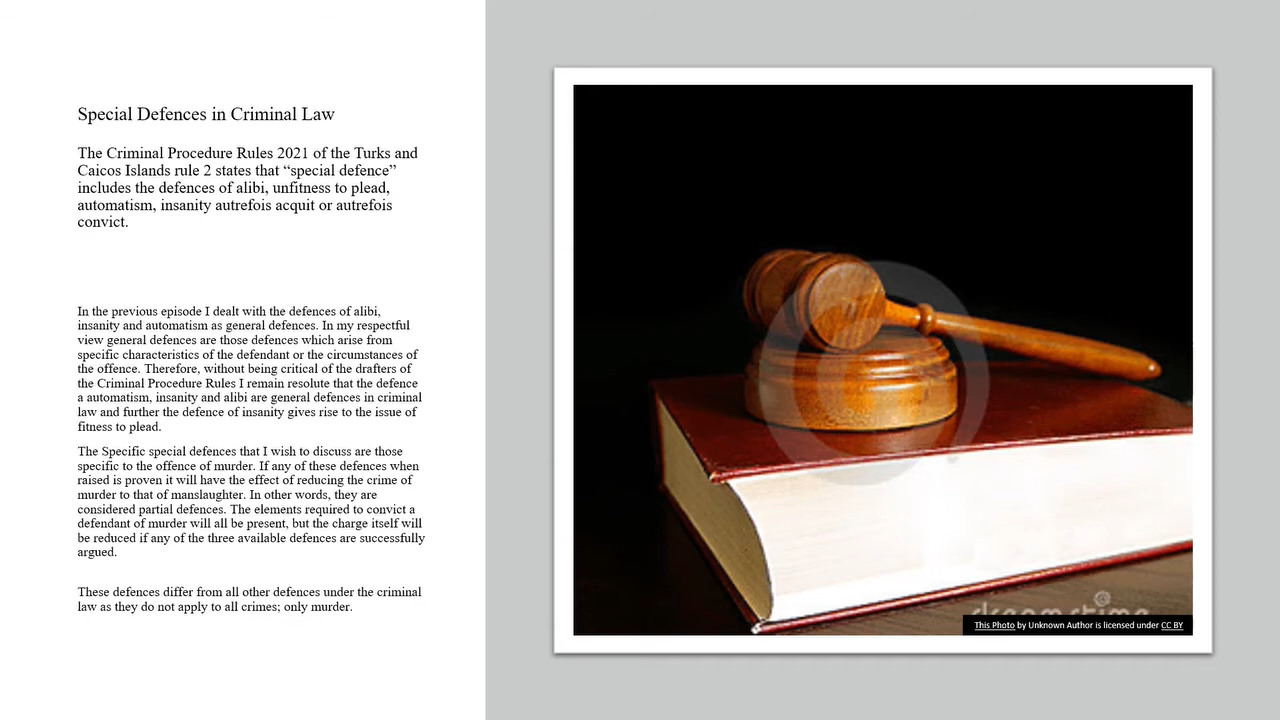 Special Defences in Criminal Law
The Criminal Procedure Rules 2021 of the Turks and
Caicos Islands rule 2 states that “special defence”
includes the defences of alibi, unfitness to plead,
automatism, insanity autrefois acquit or autrefois
convict.
In the previous episode I dealt with the defences of alibi,
insanity and automatism as general defences. In my respectful
view general defences are those defences which arise from
specific characteristics of the defendant or the circumstances of
the offence. Therefore, without being critical of the drafters of
the Criminal Procedure Rules I remain resolute that the defence
a automatism, insanity and alibi are general defences in criminal
law and further the defence of insanity gives rise to the issue of
fitness to plead.
The Specific special defences that I wish to discuss are those
specific to the offence of murder. If any of these defences when
raised is proven it will have the effect of reducing the crime of
murder to that of manslaughter. In other words, they are
considered partial defences. The elements required to convict a
defendant of murder will all be present, but the charge itself will
be reduced if any of the three available defences are successfully
argued.
These defences differ from all other defences under the criminal
law as they do not apply to all crimes; only murder.
dreamstime
This Photo by Unknown Author is licensed under CC BY